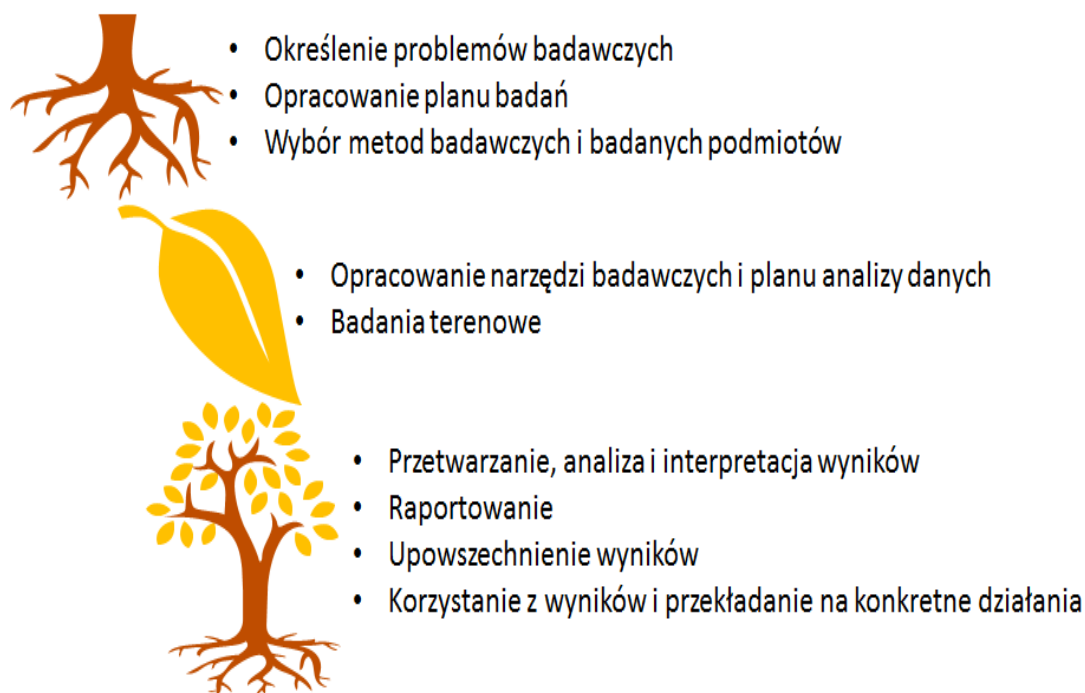 • Określenie problemów badawczych
• Opracowanie planu badań
• Wybór metod badawczych i badanych podmiotów
• Opracowanie narzędzi badawczych i planu analizy danych
• Badania terenowe
• Przetwarzanie, analiza i interpretacja wyników
• Raportowanie
• Upowszechnienie wyników
• Korzystanie z wyników i przekładanie na konkretne działania